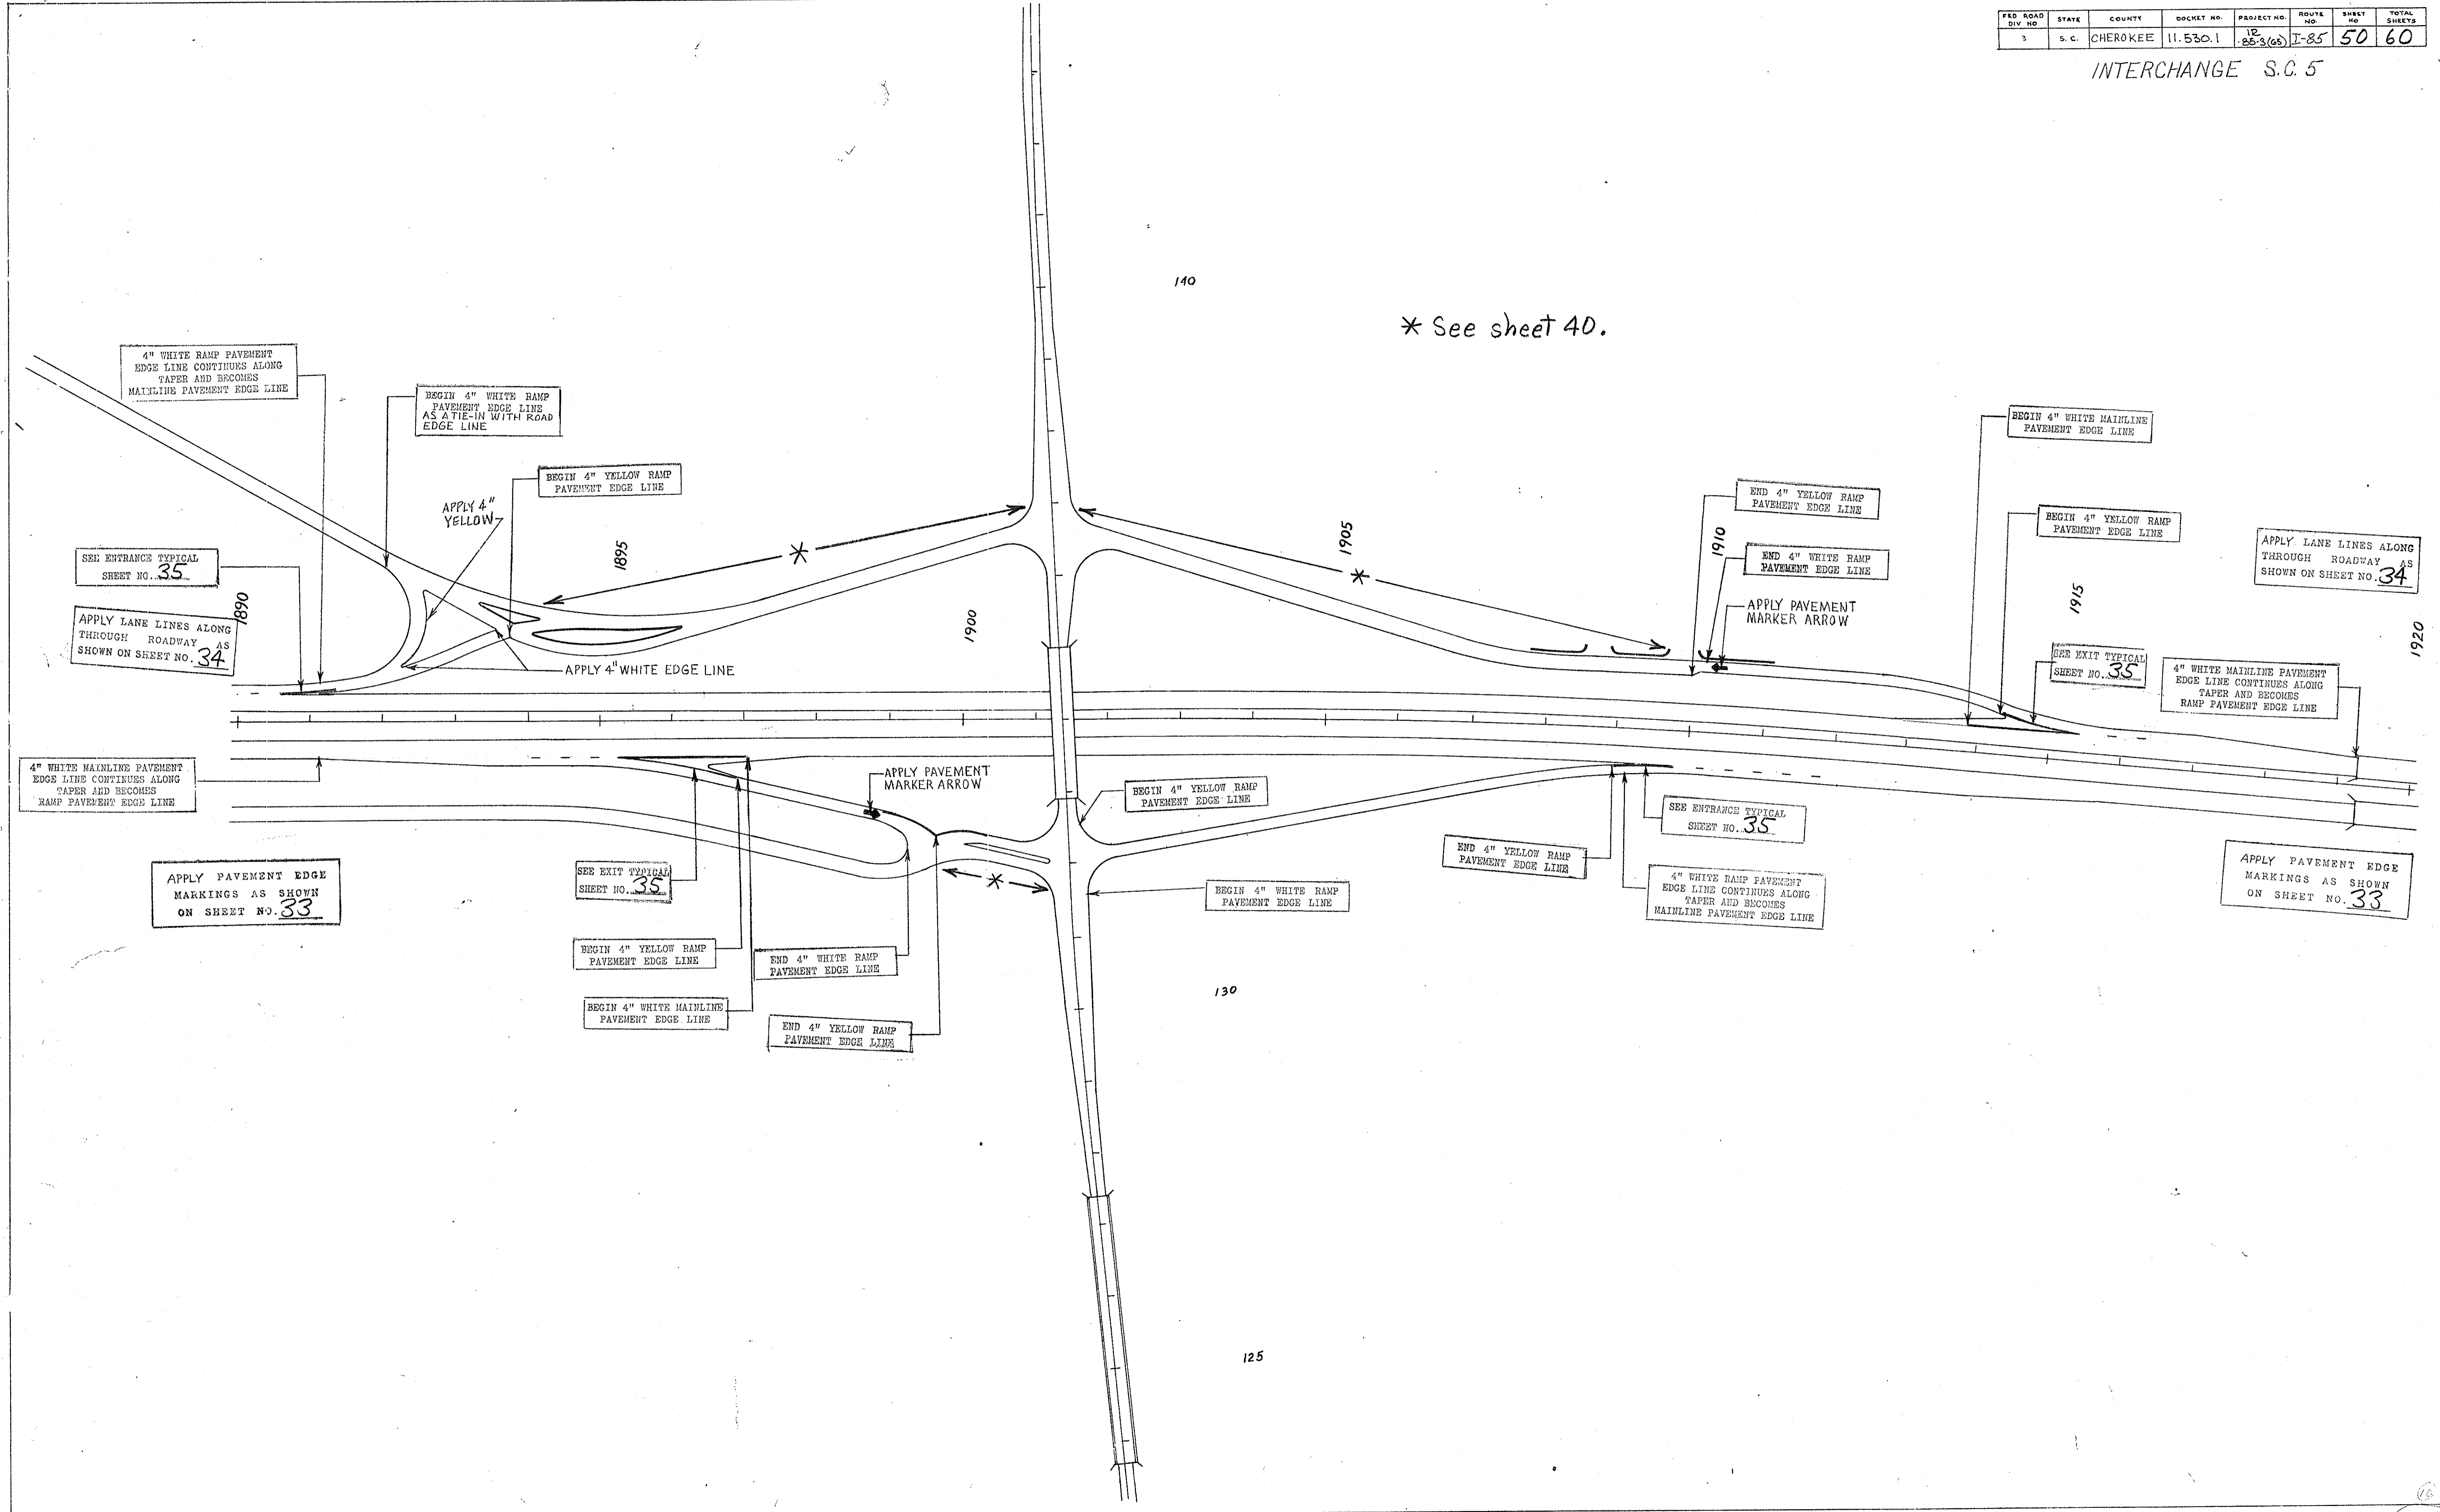 FED ROAD DIV NO
STATE
COUNTY
DOCKET NO.
PROJECT NO.
ROUTE NO.
SHEET NO
TOTAL SHEETS
3
S. C.
CHEROKEE
11.530.1
IR
85-3(65)
I-85
50
60
INTERCHANGE S.C. 5
140
* See sheet 40.
4" WHITE RAMP PAVEMENT
EDGE LINE CONTINUES ALONG
TAPER AND BECOMES
MAINLINE PAVEMENT EDGE LINE
BEGIN 4" WHITE RAMP
PAVEMENT EDGE LINE
AS A TIE-IN WITH ROAD
EDGE LINE
BEGIN 4" YELLOW RAMP
PAVEMENT EDGE LINE
APPLY 4"
YELLOW
SEE ENTRANCE TYPICAL
SHEET NO. 35
1890
1895
*
1900
APPLY LANE LINES ALONG
THROUGH ROADWAY AS
SHOWN ON SHEET NO. 34
APPLY 4" WHITE EDGE LINE
1905
*
BEGIN 4" WHITE MAINLINE
PAVEMENT EDGE LINE
END 4" YELLOW RAMP
PAVEMENT EDGE LINE
1910
END 4" WHITE RAMP
PAVEMENT EDGE LINE
APPLY PAVEMENT
MARKER ARROW
BEGIN 4" YELLOW RAMP
PAVEMENT EDGE LINE
1915
APPLY LANE LINES ALONG
THROUGH ROADWAY AS
SHOWN ON SHEET NO. 34
1920
SEE EXIT TYPICAL
SHEET NO. 35
4" WHITE MAINLINE PAVEMENT
EDGE LINE CONTINUES ALONG
TAPER AND BECOMES
RAMP PAVEMENT EDGE LINE
4" WHITE MAINLINE PAVEMENT
EDGE LINE CONTINUES ALONG
TAPER AND BECOMES
RAMP PAVEMENT EDGE LINE
APPLY PAVEMENT
MARKER ARROW
BEGIN 4" YELLOW RAMP
PAVEMENT EDGE LINE
SEE ENTRANCE TYPICAL
SHEET NO. 35
APPLY PAVEMENT EDGE
MARKINGS AS SHOWN
ON SHEET NO. 33
SEE EXIT TYPICAL
SHEET NO. 35
*
BEGIN 4" WHITE RAMP
PAVEMENT EDGE LINE
END 4" YELLOW RAMP
PAVEMENT EDGE LINE
4" WHITE RAMP PAVEMENT
EDGE LINE CONTINUES ALONG
TAPER AND BECOMES
MAINLINE PAVEMENT EDGE LINE
APPLY PAVEMENT EDGE
MARKINGS AS SHOWN
ON SHEET NO. 33
BEGIN 4" YELLOW RAMP
PAVEMENT EDGE LINE
END 4" WHITE RAMP
PAVEMENT EDGE LINE
BEGIN 4" WHITE MAINLINE
PAVEMENT EDGE LINE
END 4" YELLOW RAMP
PAVEMENT EDGE LINE
130
125